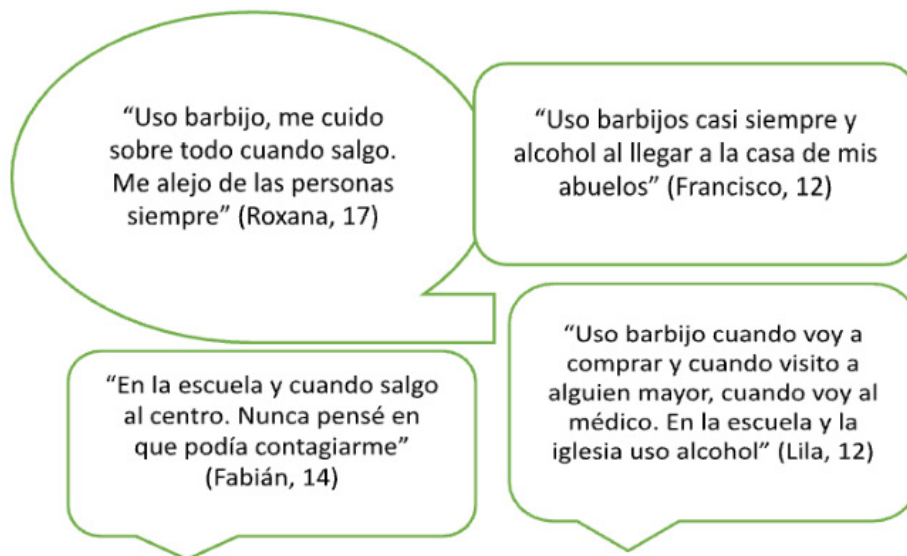 “Uso barbijo, me cuido
sobre todo cuando salgo.
Me alejo de las personas
siempre” (Roxana, 17)
“Uso barbijos casi siempre y
alcohol al llegar a la casa de mis
abuelos” (Francisco, 12)
“En la escuela y cuando salgo
al centro. Nunca pensé en
que podía contagiarme”
(Fabián, 14)
“Uso barbijo cuando voy a
comprar y cuando visito a
alguien mayor, cuando voy al
médico. En la escuela y la
iglesia uso alcohol” (Lila, 12)